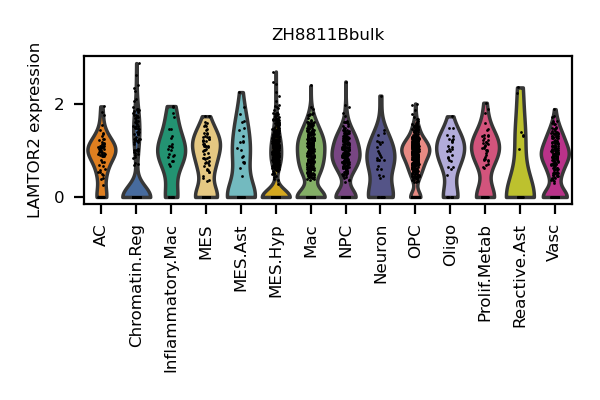 ZH8811Bbulk
LAMTOR2 expression
2
0
AC
Chromatin.Reg
Inflammatory.Mac
MES
MES.Ast
MES.Hyp
Mac
NPC
Neuron
OPC
Oligo
Prolif.Metab
Reactive.Ast
Vasc